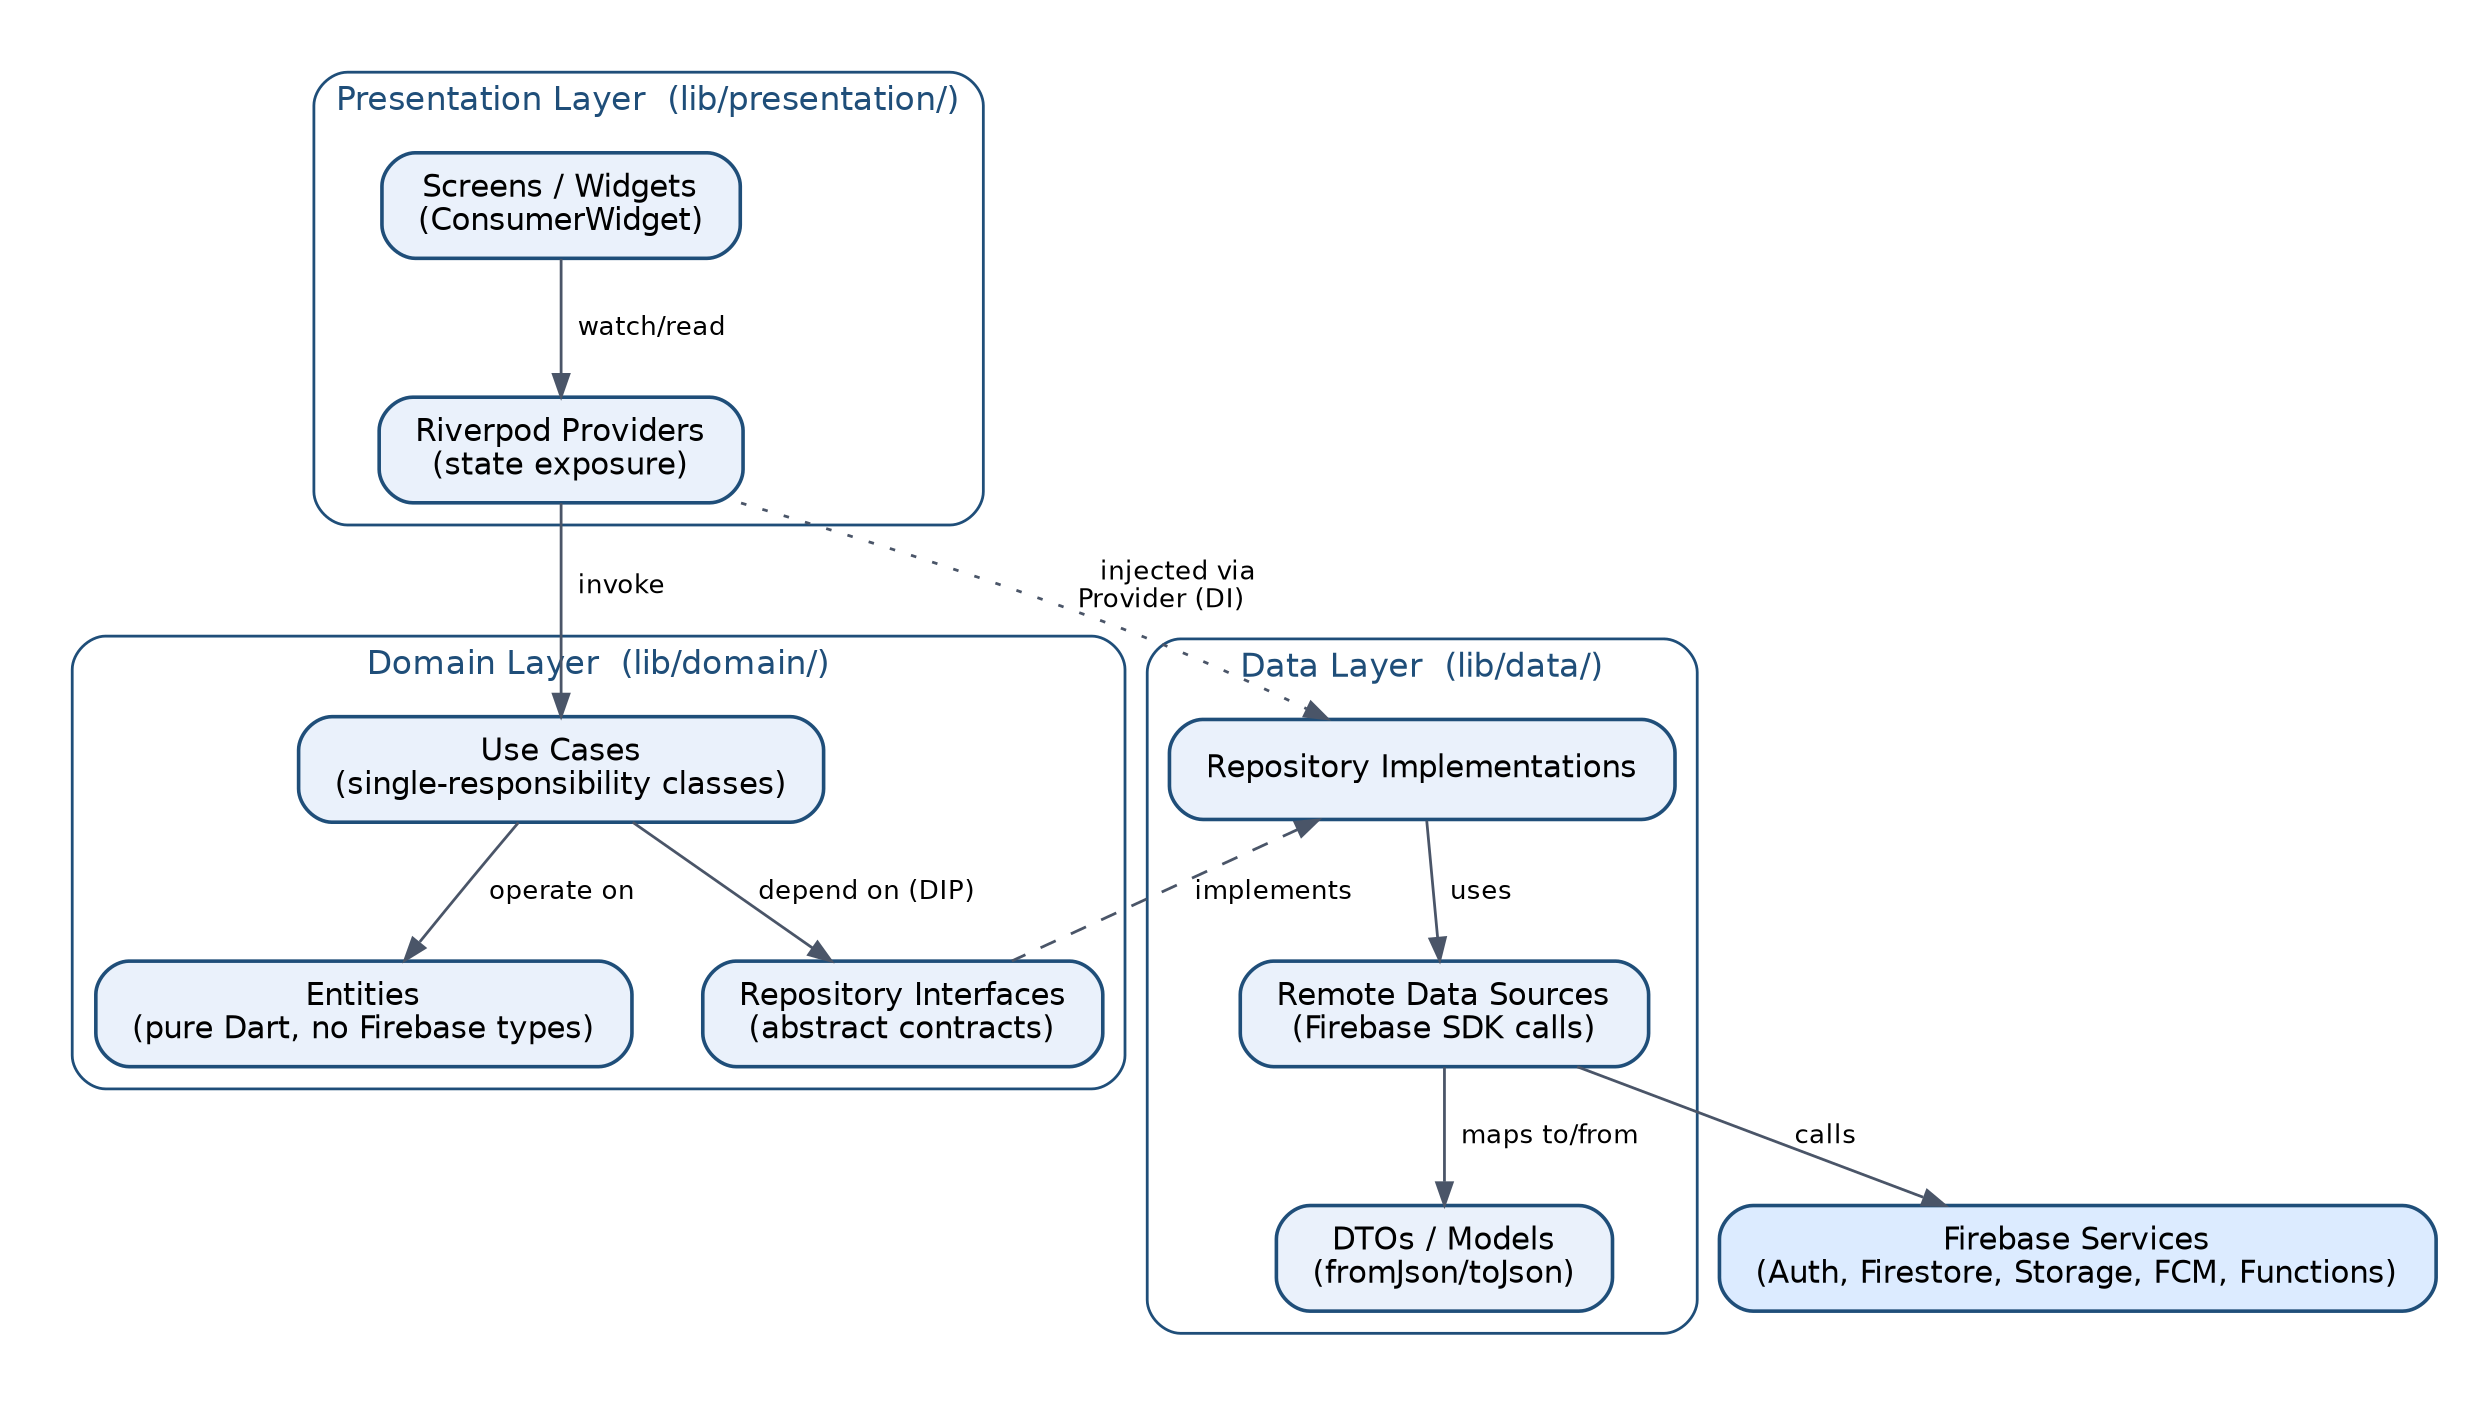 Presentation Layer  (lib/presentation/)
Screens / Widgets
(ConsumerWidget)
watch/read
Riverpod Providers
(state exposure)
invoke
injected via
Provider (DI)
Domain Layer  (lib/domain/)
Data Layer  (lib/data/)
Use Cases
(single-responsibility classes)
Repository Implementations
operate on
depend on (DIP)
implements
uses
Entities
(pure Dart, no Firebase types)
Repository Interfaces
(abstract contracts)
Remote Data Sources
(Firebase SDK calls)
maps to/from
calls
DTOs / Models
(fromJson/toJson)
Firebase Services
(Auth, Firestore, Storage, FCM, Functions)